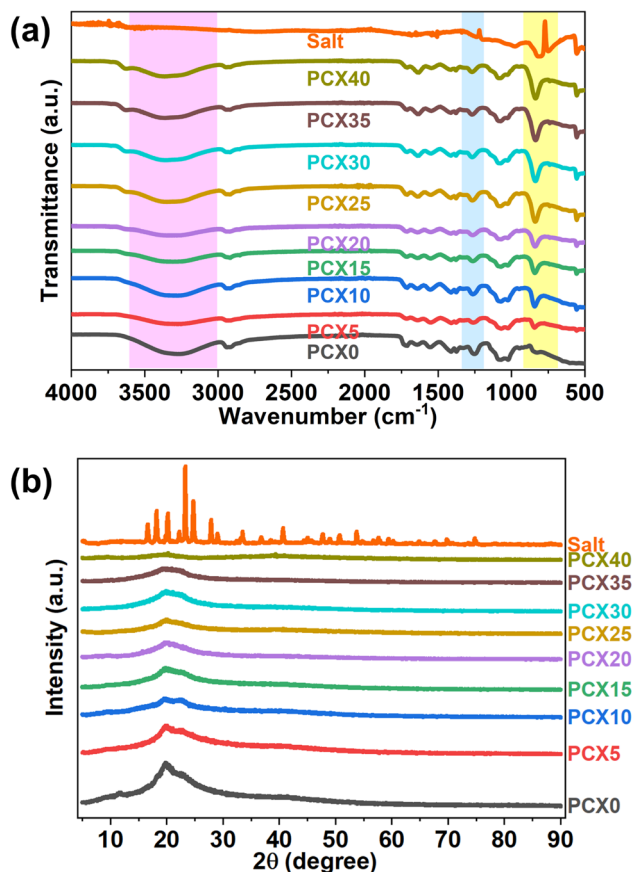 (a)
Salt
PCX40
PCX35
PCX30
PCX25
PCX20
PCX15
PCX10
PCX5
PCX0
Transmittance (a.u.)
4000 3500 3000 2500 2000 1500 1000 500
Wavenumber (cm⁻¹)
(b)
Salt
PCX40
PCX35
PCX30
PCX25
PCX20
PCX15
PCX10
PCX5
PCX0
Intensity (a.u.)
10 20 30 40 50 60 70 80 90
2θ (degree)